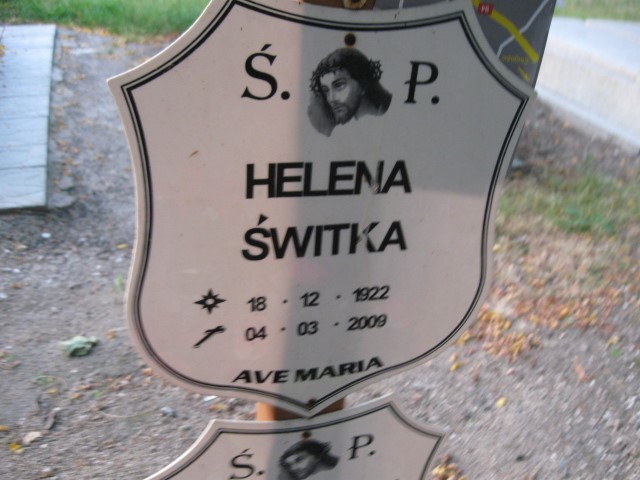 Ś. P.
HELENA
ŚWITKA
18 · 12 · 1922
04 · 03 · 2009
AVE MARIA
Ś. P.